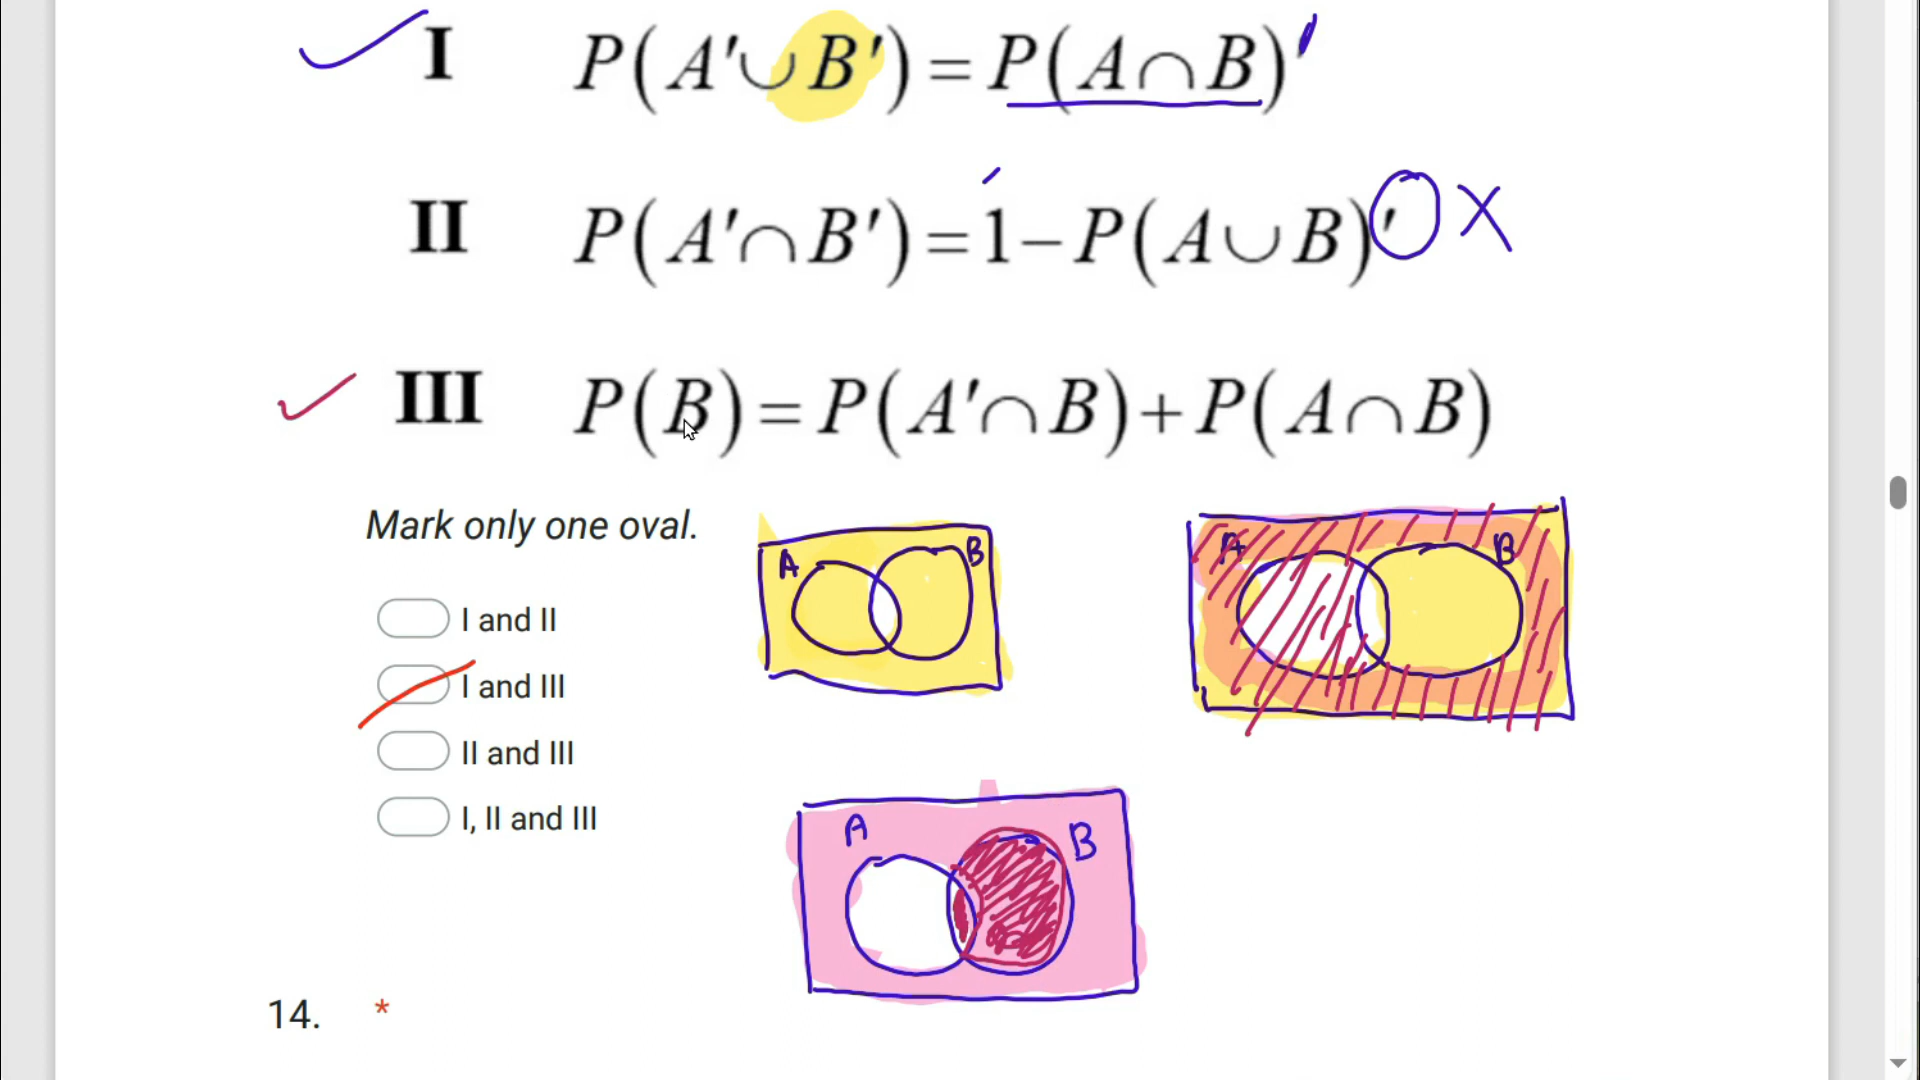 I P(A′∪B′)=P(A∩B)′
II P(A′∩B′)=1−P(A∪B)′ X
III P(B)=P(A′∩B)+P(A∩B)
Mark only one oval.
A B
A B
I and II
I and III
II and III
I, II and III
A B
14. *